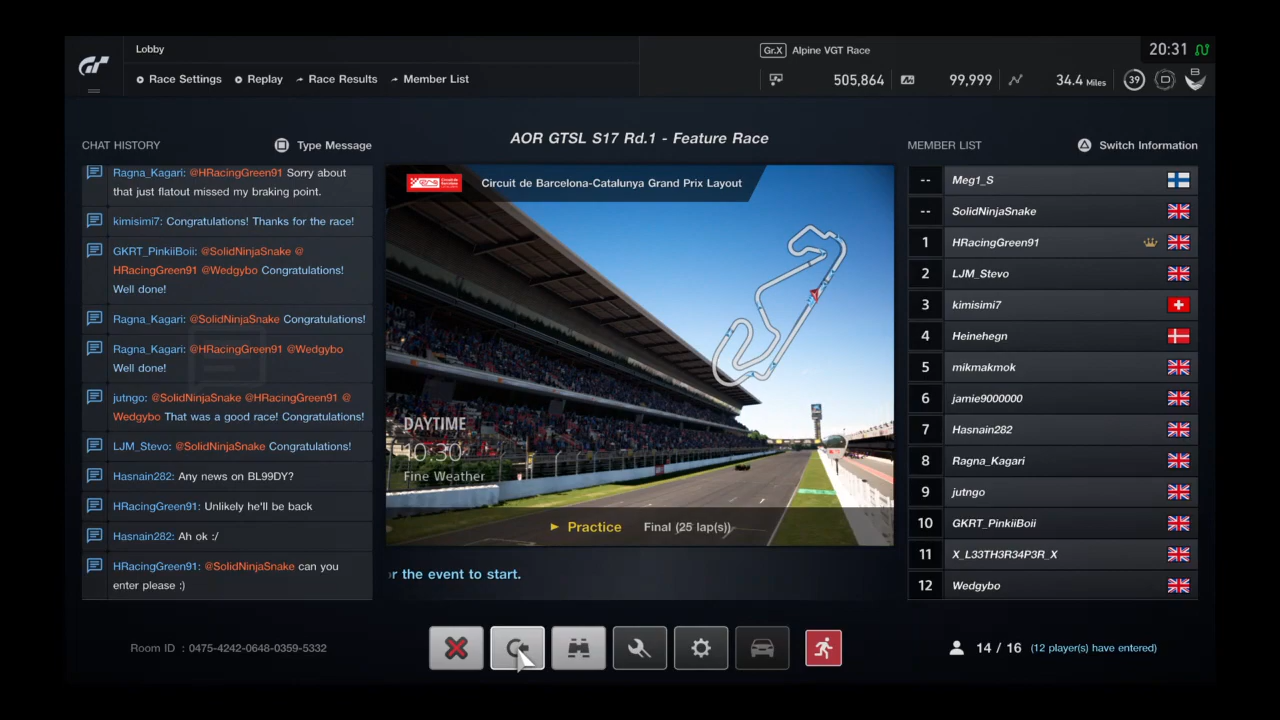 Lobby
Gr.X Alpine VGT Race
20:31
Race Settings Replay Race Results Member List
505,864 99,999 34.4 Miles 39 D B
CHAT HISTORY Type Message
AOR GTSL S17 Rd.1 - Feature Race
MEMBER LIST Switch Information
Ragna_Kagari: @HRacingGreen91 Sorry about
that just flatout missed my braking point.
kimisimi7: Congratulations! Thanks for the race!
GKRT_PinkiiBoii: @SolidNinjaSnake @
HRacingGreen91 @Wedgybo Congratulations!
Well done!
Ragna_Kagari: @SolidNinjaSnake Congratulations!
Ragna_Kagari: @HRacingGreen91 @Wedgybo
Well done!
jutngo: @SolidNinjaSnake @HRacingGreen91 @
Wedgybo That was a good race! Congratulations!
LJM_Stevo: @SolidNinjaSnake Congratulations!
Hasnain282: Any news on BL99DY?
HRacingGreen91: Unlikely he'll be back
Hasnain282: Ah ok :/
HRacingGreen91: @SolidNinjaSnake can you
enter please :)
Circuit de Barcelona-Catalunya Grand Prix Layout
DAYTIME
10:30
Fine Weather
Practice Final (25 lap(s))
r the event to start.
-- Meg1_S
-- SolidNinjaSnake
1 HRacingGreen91
2 LJM_Stevo
3 kimisimi7
4 Heinehegn
5 mikmakmok
6 jamie9000000
7 Hasnain282
8 Ragna_Kagari
9 jutngo
10 GKRT_PinkiiBoii
11 X_L33TH3R34P3R_X
12 Wedgybo
Room ID : 0475-4242-0648-0359-5332
14 / 16 (12 player(s) have entered)